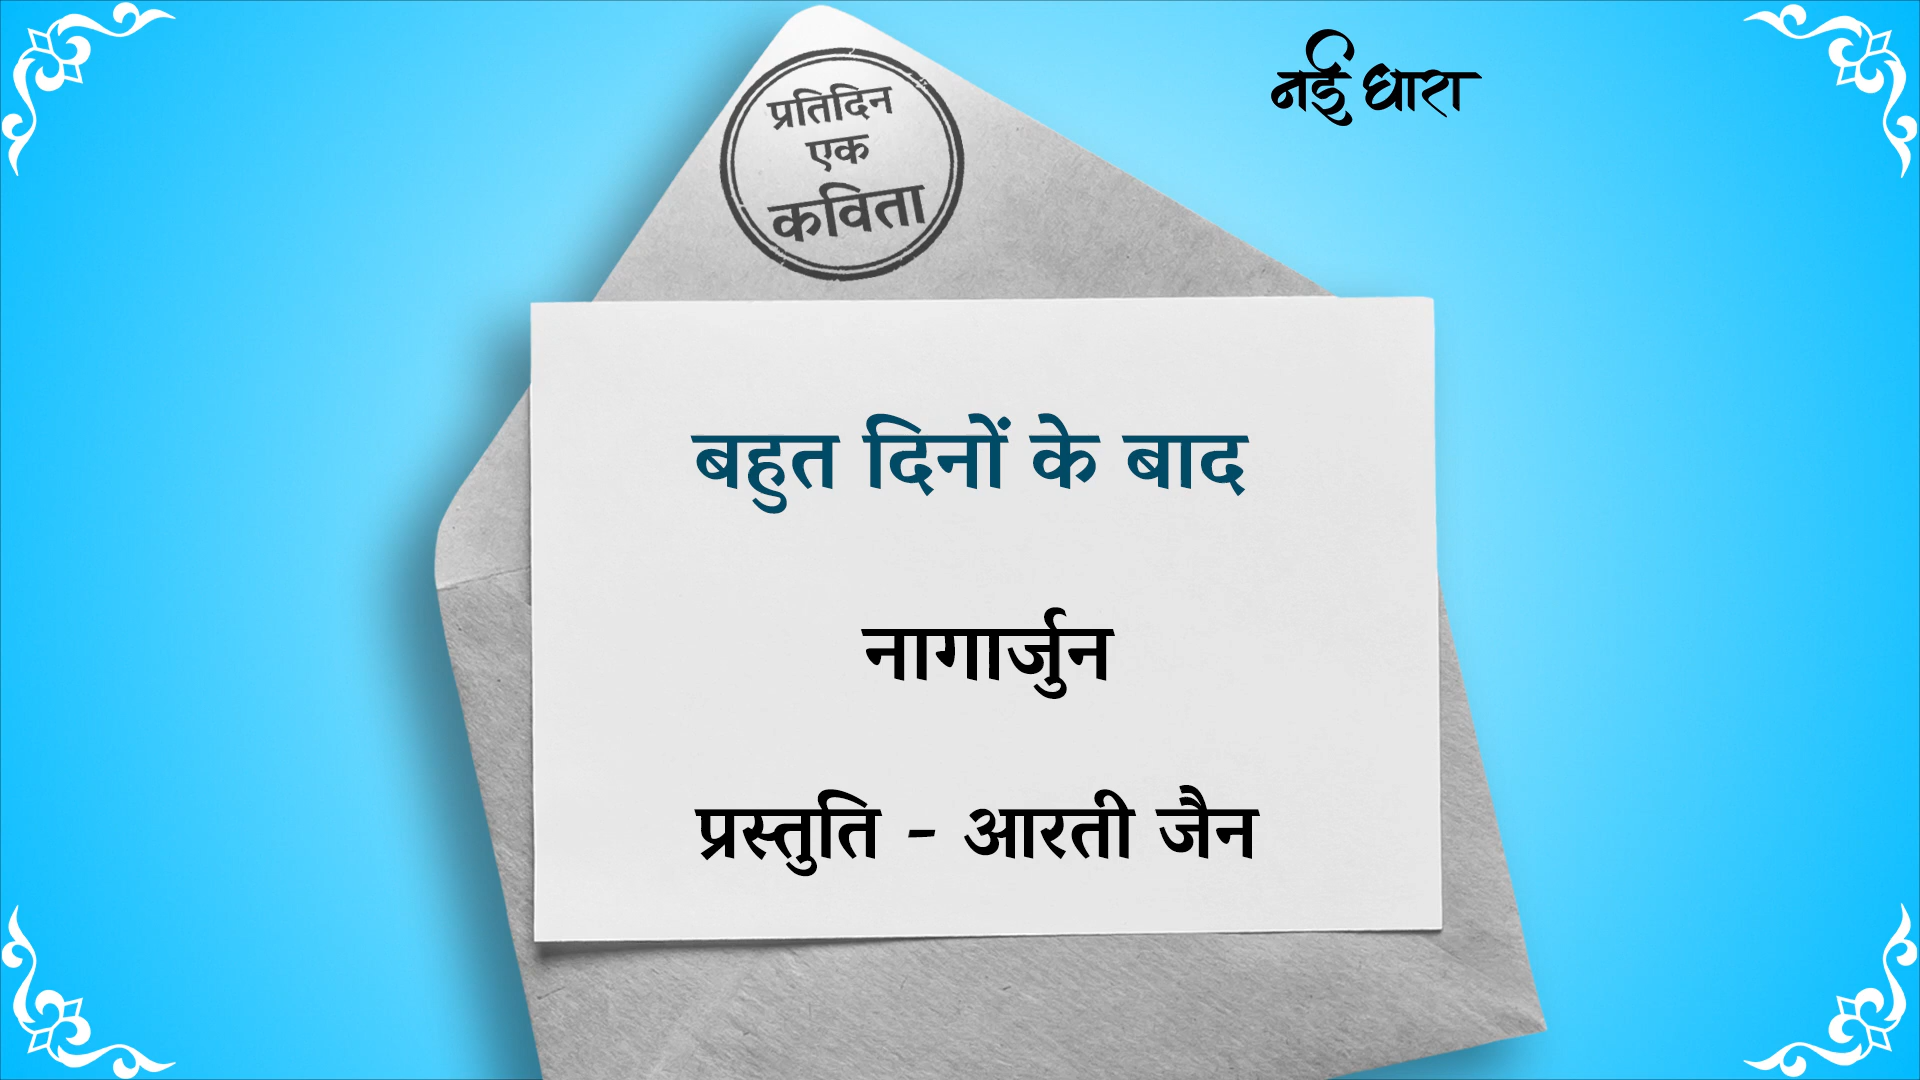 प्रतिदिन
एक
कविता
नई धारा
बहुत दिनों के बाद
नागार्जुन
प्रस्तुति - आरती जैन